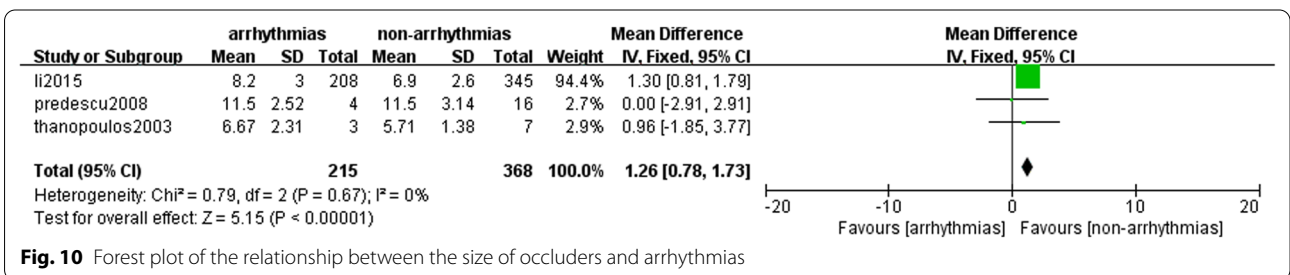 arrhythmias non-arrhythmias Mean Difference Mean Difference
Study or Subgroup Mean SD Total Mean SD Total Weight IV, Fixed, 95% CI IV, Fixed, 95% CI
li2015 8.2 3 208 6.9 2.6 345 94.4% 1.30 [0.81, 1.79]
predescu2008 11.5 2.52 4 11.5 3.14 16 2.7% 0.00 [-2.91, 2.91]
thanopoulos2003 6.67 2.31 3 5.71 1.38 7 2.9% 0.96 [-1.85, 3.77]
Total (95% CI) 215 368 100.0% 1.26 [0.78, 1.73]
Heterogeneity: Chi² = 0.79, df = 2 (P = 0.67); I² = 0%
Test for overall effect: Z = 5.15 (P < 0.00001)
-20 -10 0 10 20
Favours [arrhythmias] Favours [non-arrhythmias]
Fig. 10 Forest plot of the relationship between the size of occluders and arrhythmias